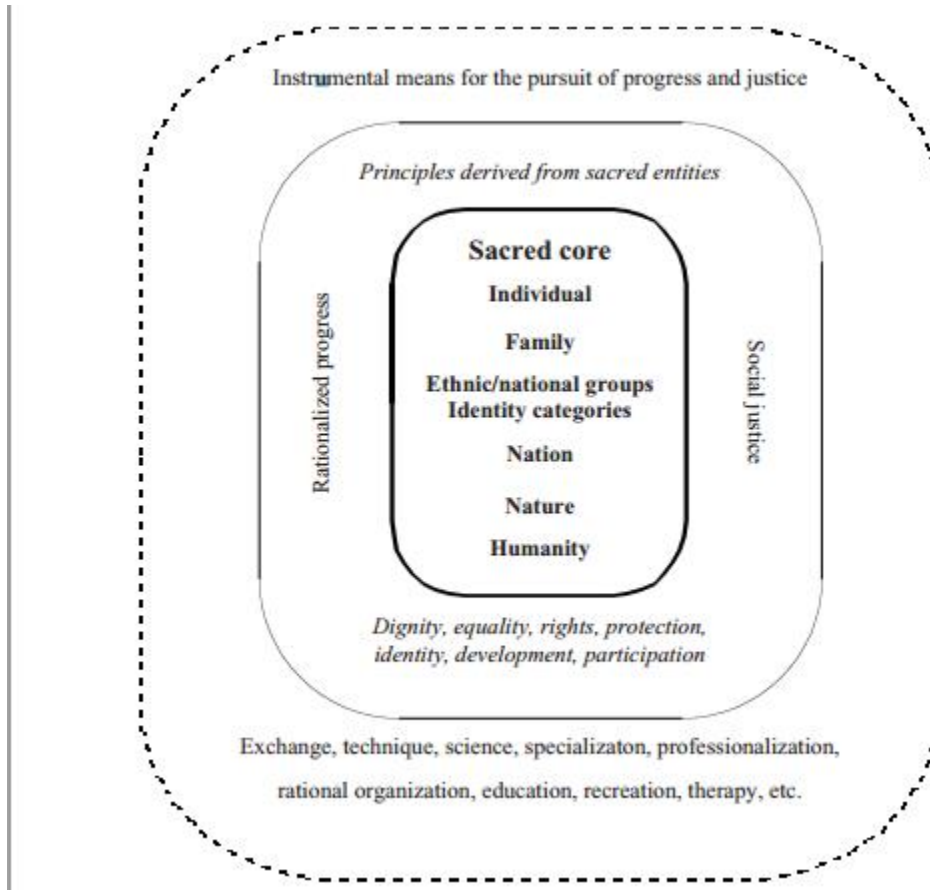 Instrumental means for the pursuit of progress and justice
Principles derived from sacred entities
Sacred core
Individual
Family
Ethnic/national groups
Identity categories
Nation
Nature
Humanity
Rationalized progress
Social justice
Dignity, equality, rights, protection,
identity, development, participation
Exchange, technique, science, specializaton, professionalization,
rational organization, education, recreation, therapy, etc.